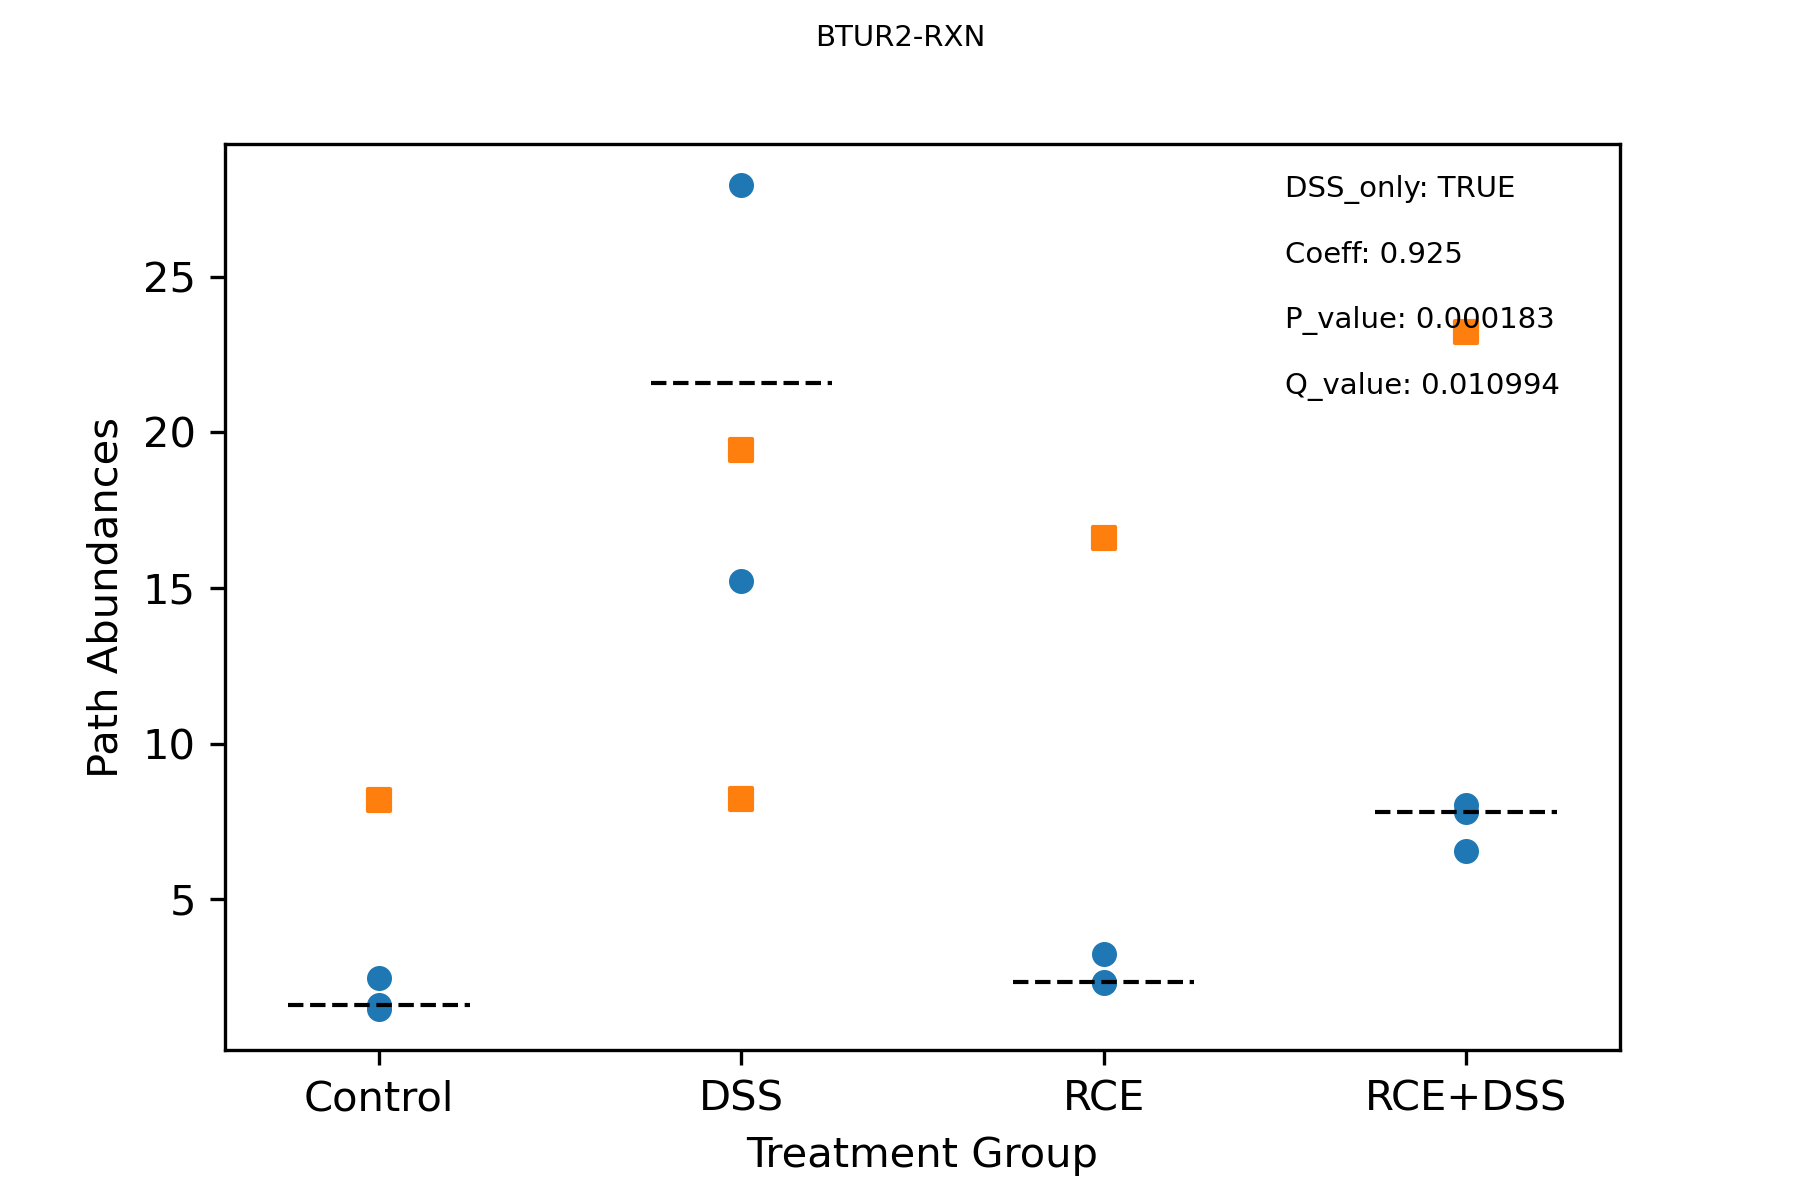 BTUR2-RXN
DSS_only: TRUE
Coeff: 0.925
P_value: 0.000183
Q_value: 0.010994
25
20
15
10
5
Path Abundances
Control
DSS
RCE
RCE+DSS
Treatment Group